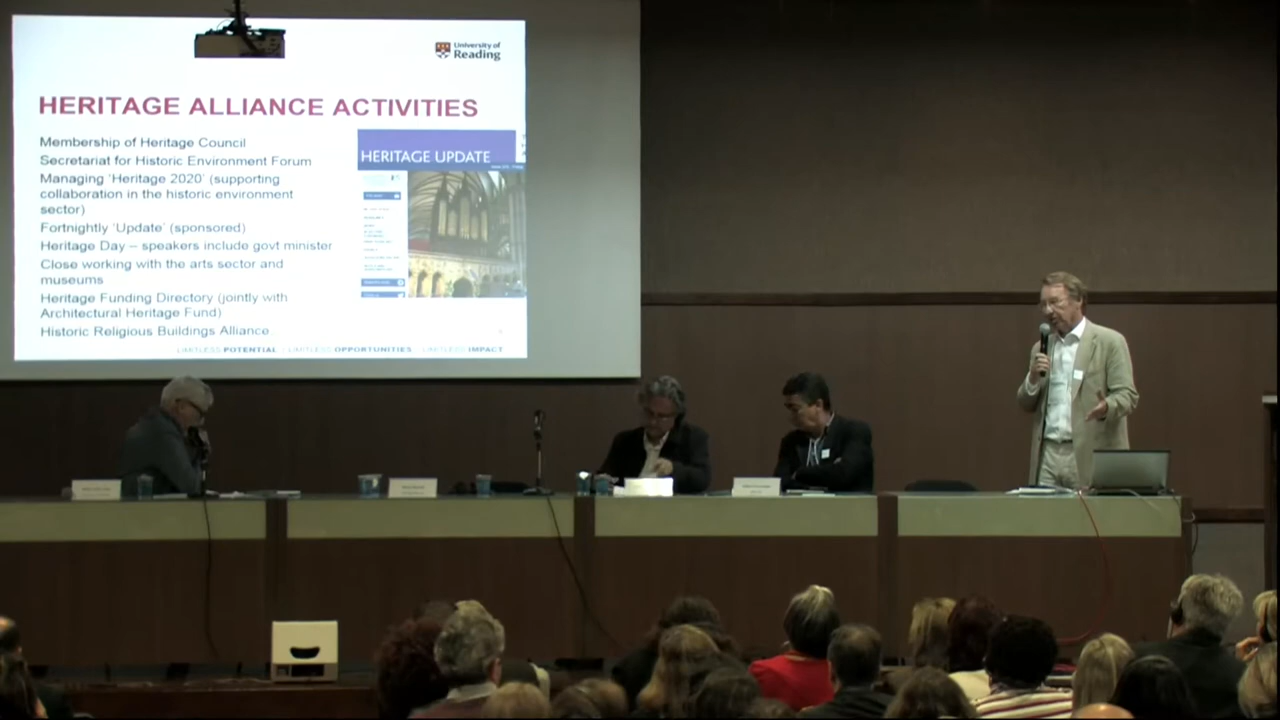 University of
Reading
HERITAGE ALLIANCE ACTIVITIES
Membership of Heritage Council
Secretariat for Historic Environment Forum
Managing 'Heritage 2020' (supporting
collaboration in the historic environment
sector)
Fortnightly 'Update' (sponsored)
Heritage Day – speakers include govt minister
Close working with the arts sector and
museums
Heritage Funding Directory (jointly with
Architectural Heritage Fund)
Historic Religious Buildings Alliance
HERITAGE UPDATE
LIMITLESS POTENTIAL | LIMITLESS OPPORTUNITIES | LIMITLESS IMPACT